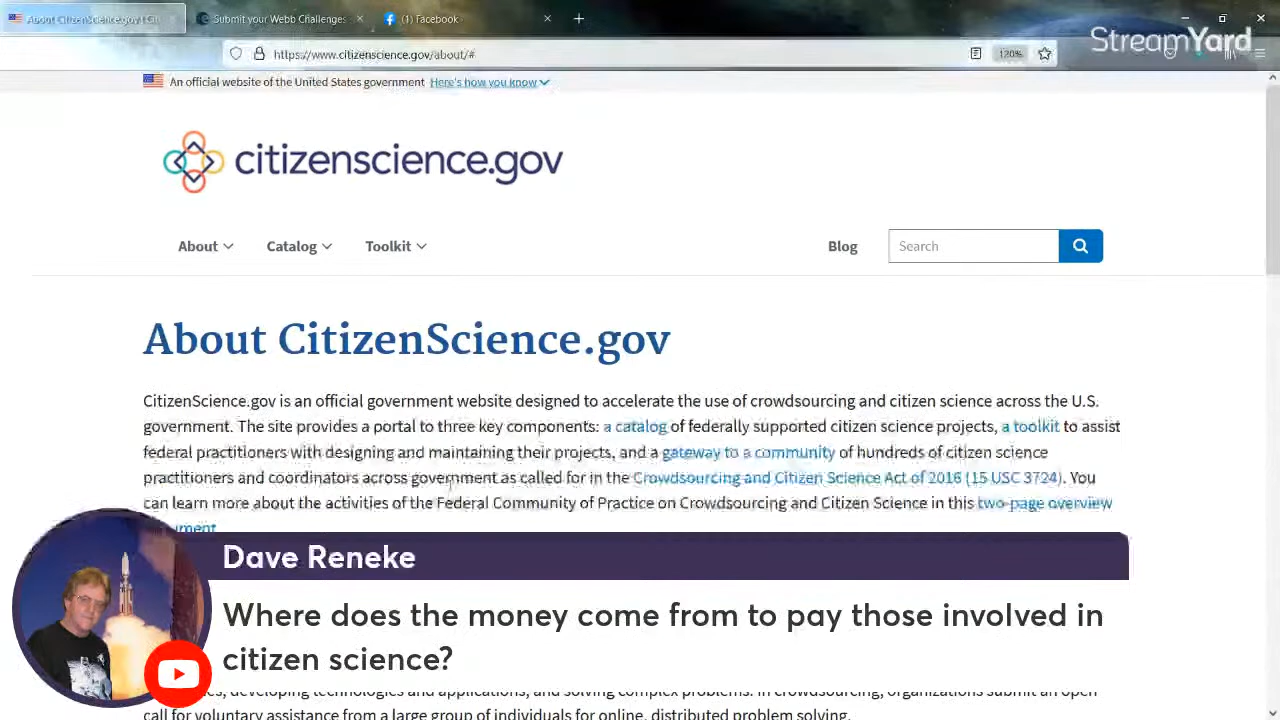 About CitizenScience.gov | Cit
Submit your Webb Challenges
(1) Facebook
StreamYard
https://www.citizenscience.gov/about/#
120%
An official website of the United States government Here's how you know
citizenscience.gov
About Catalog Toolkit Blog Search
About CitizenScience.gov
CitizenScience.gov is an official government website designed to accelerate the use of crowdsourcing and citizen science across the U.S.
government. The site provides a portal to three key components: a catalog of federally supported citizen science projects, a toolkit to assist
federal practitioners with designing and maintaining their projects, and a gateway to a community of hundreds of citizen science
practitioners and coordinators across government as called for in the Crowdsourcing and Citizen Science Act of 2016 (15 USC 3724). You
can learn more about the activities of the Federal Community of Practice on Crowdsourcing and Citizen Science in this two-page overview
Dave Reneke
Where does the money come from to pay those involved in
citizen science?
developing technologies and applications, and solving complex problems. In crowdsourcing, organizations submit an open
call for voluntary assistance from a large group of individuals for online, distributed problem solving.